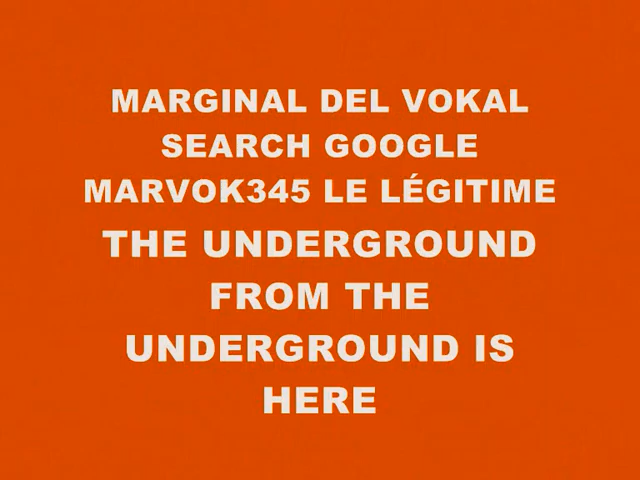 MARGINAL DEL VOKAL
SEARCH GOOGLE
MARVOK345 LE LÉGITIME
THE UNDERGROUND
FROM THE
UNDERGROUND IS
HERE